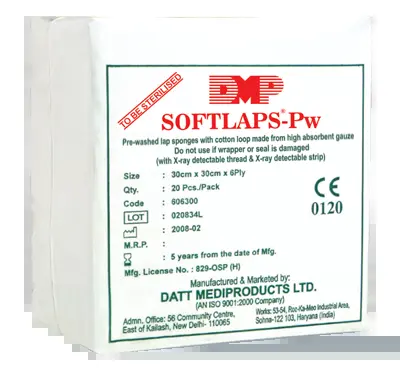 TO BE STERILISED
DMP
SOFTLAPS®-Pw
Pre-washed lap sponges with cotton loop made from high absorbent gauze
Do not use if wrapper or seal is damaged
(with X-ray detectable thread & X-ray detectable strip)
Size : 30cm x 30cm x 6Ply
Qty. : 20 Pcs./Pack
Code : 606300
LOT : 020834L
: 2008-02
M.R.P. :
: 5 years from the date of Mfg.
Mfg. License No. : 829-OSP (H)
CE
0120
Manufactured & Marketed by:
DATT MEDIPRODUCTS LTD.
(AN ISO 9001:2000 Company)
Admn. Office: 56 Community Centre,
East of Kailash, New Delhi- 110065
Works: 53-54, Roz-Ka-Meo Industrial Area,
Sohna-122 103, Haryana (India)